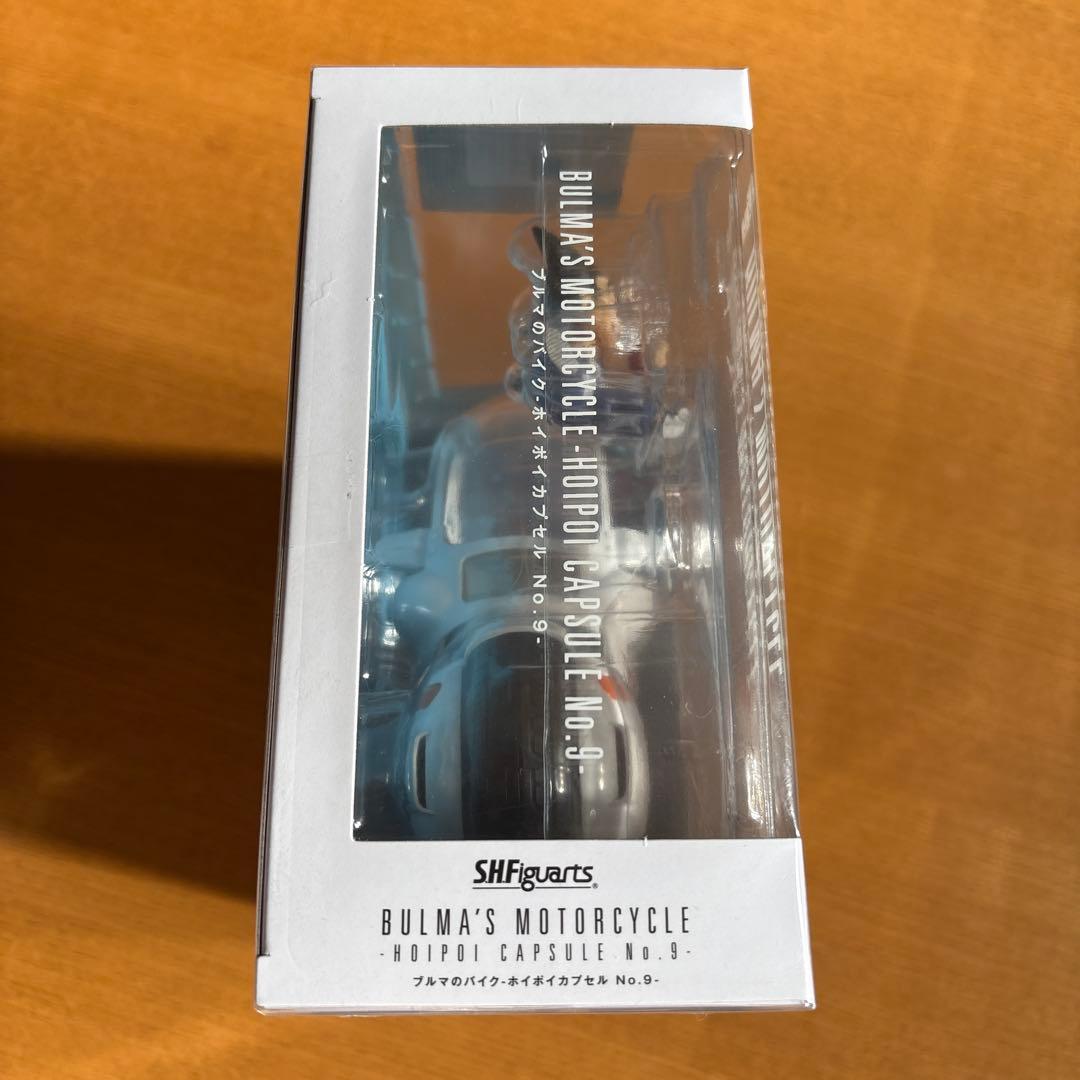 BULMA'S MOTORCYCLE -HOIPOI CAPSULE No.9-
ブルマのバイク-ホイポイカプセル No.9-
S.H.Figuarts®
BULMA'S MOTORCYCLE
-HOIPOI CAPSULE No.9-
ブルマのバイク-ホイポイカプセル No.9-